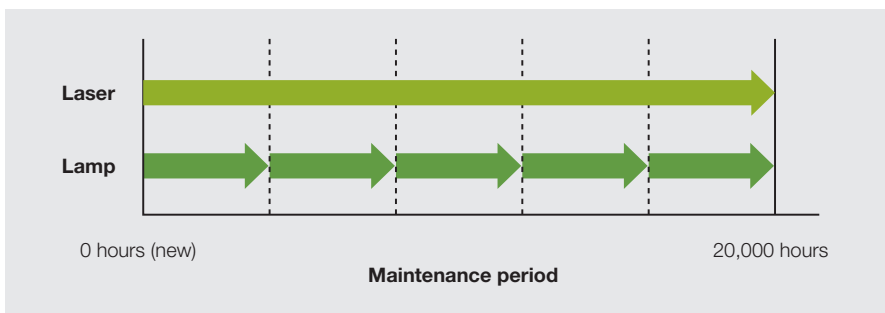 Laser
Lamp
0 hours (new)
20,000 hours
Maintenance period